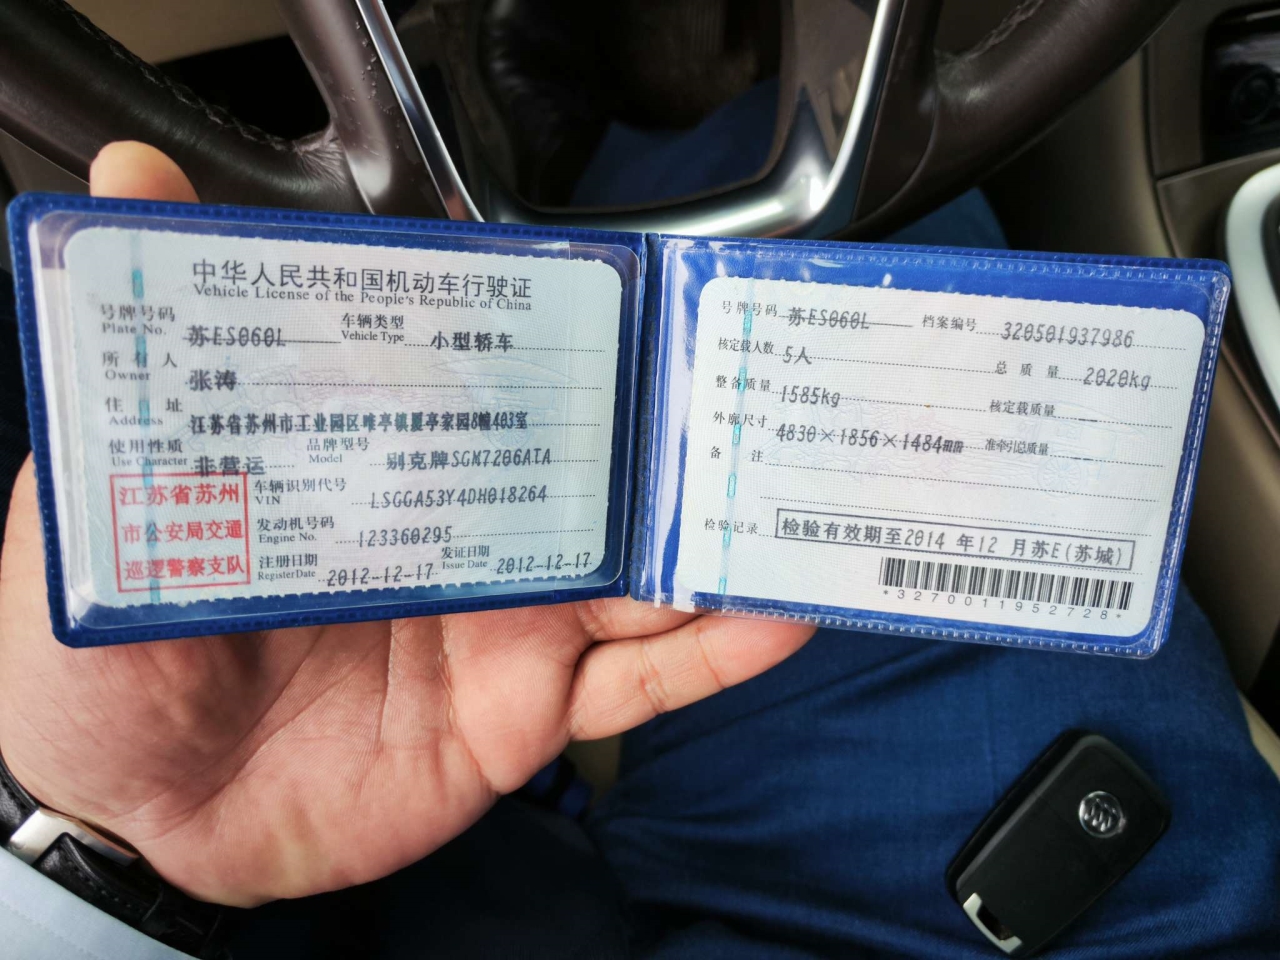 中华人民共和国机动车行驶证
Vehicle License of the People's Republic of China
号牌号码 苏ES060L 车辆类型 小型轿车
Plate No. Vehicle Type
所有人 张涛
Owner
住址 江苏省苏州市工业园区唯亭镇夏亭家园8幢403室
Address
使用性质 非营运 品牌型号 别克牌SGM7206ATA
Use Character Model
江苏省苏州
市公安局交通
巡逻警察支队
车辆识别代号 LSGGA53Y4DH018264
VIN
发动机号码 123360295
Engine No.
注册日期 2012-12-17 发证日期 2012-12-17
Register Date Issue Date
号牌号码 苏ES060L 档案编号 320501937986
核定载人数 5人 总质量 2020kg
整备质量 1585kg 核定载质量
外廓尺寸 4830×1856×1484mm 准牵引总质量
备注
检验记录 检验有效期至2014年12月苏E(苏城)
*3270011952728*